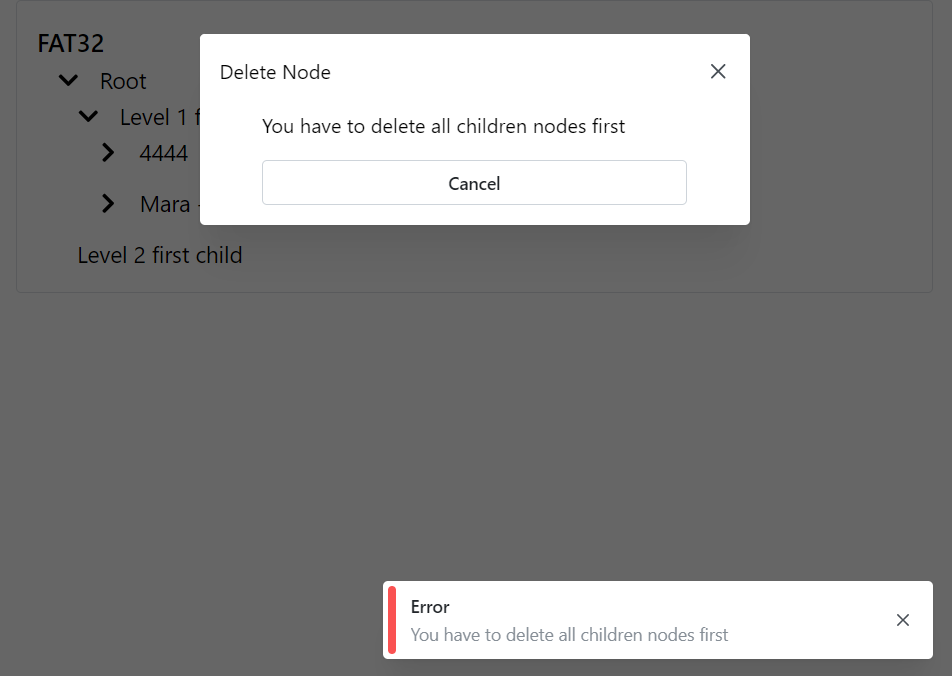 FAT32
Root
Level 1
4444
Mara
Level 2 first child
Delete Node
You have to delete all children nodes first
Cancel
Error
You have to delete all children nodes first